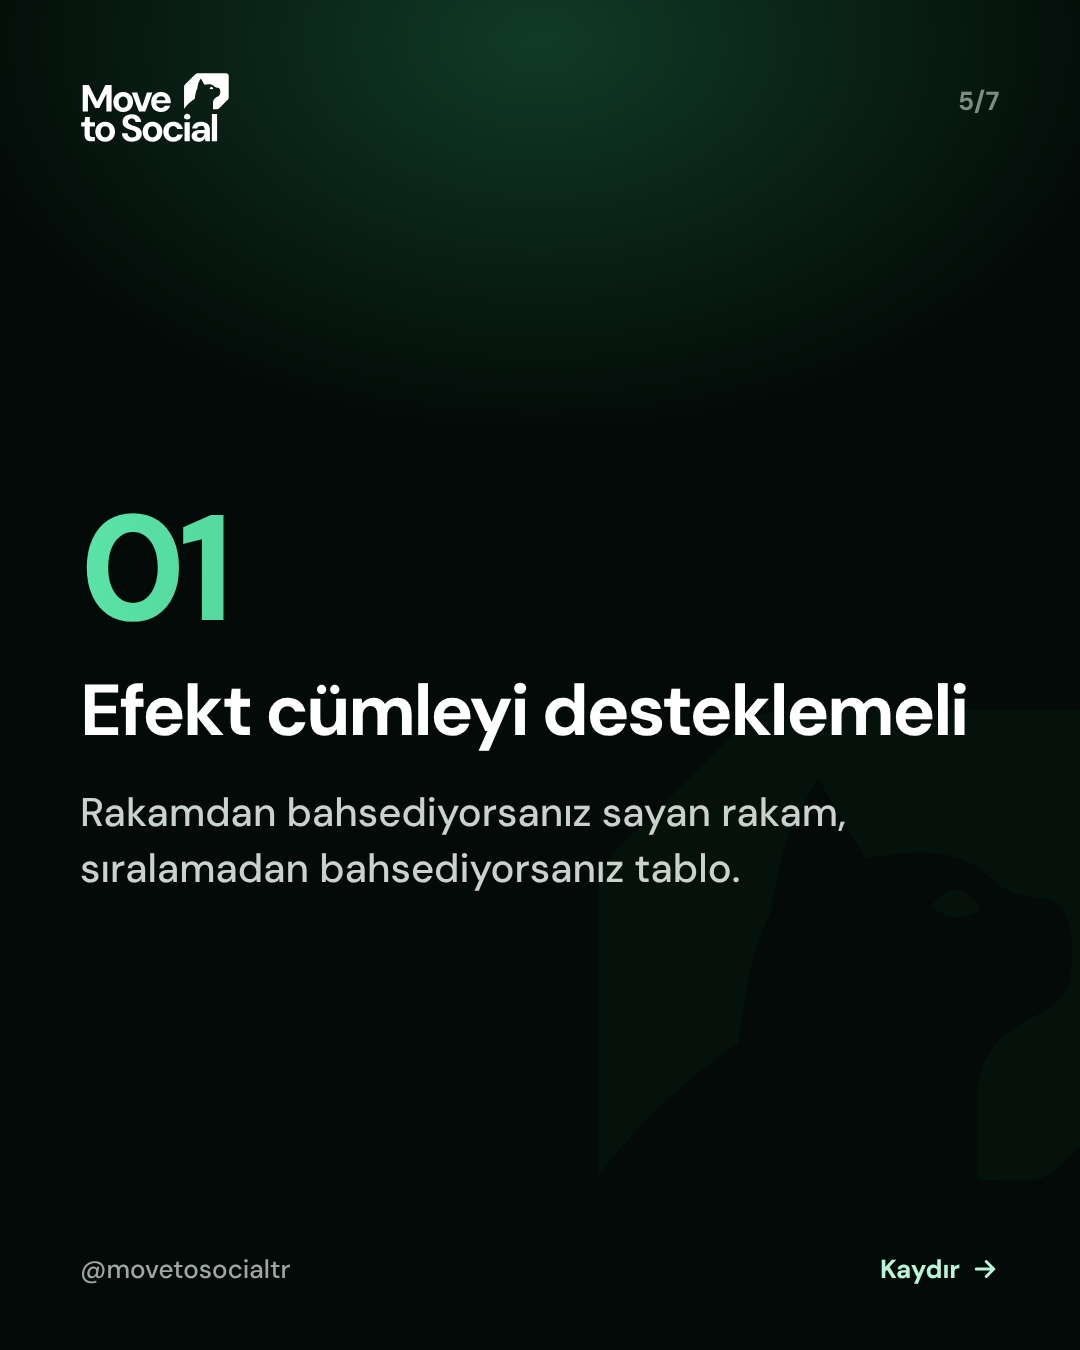 Move
to Social
5/7
01
Efekt cümleyi desteklemeli
Rakamdan bahsediyorsanız sayan rakam,
sıralamadan bahsediyorsanız tablo.
@movetosocialtr
Kaydır →